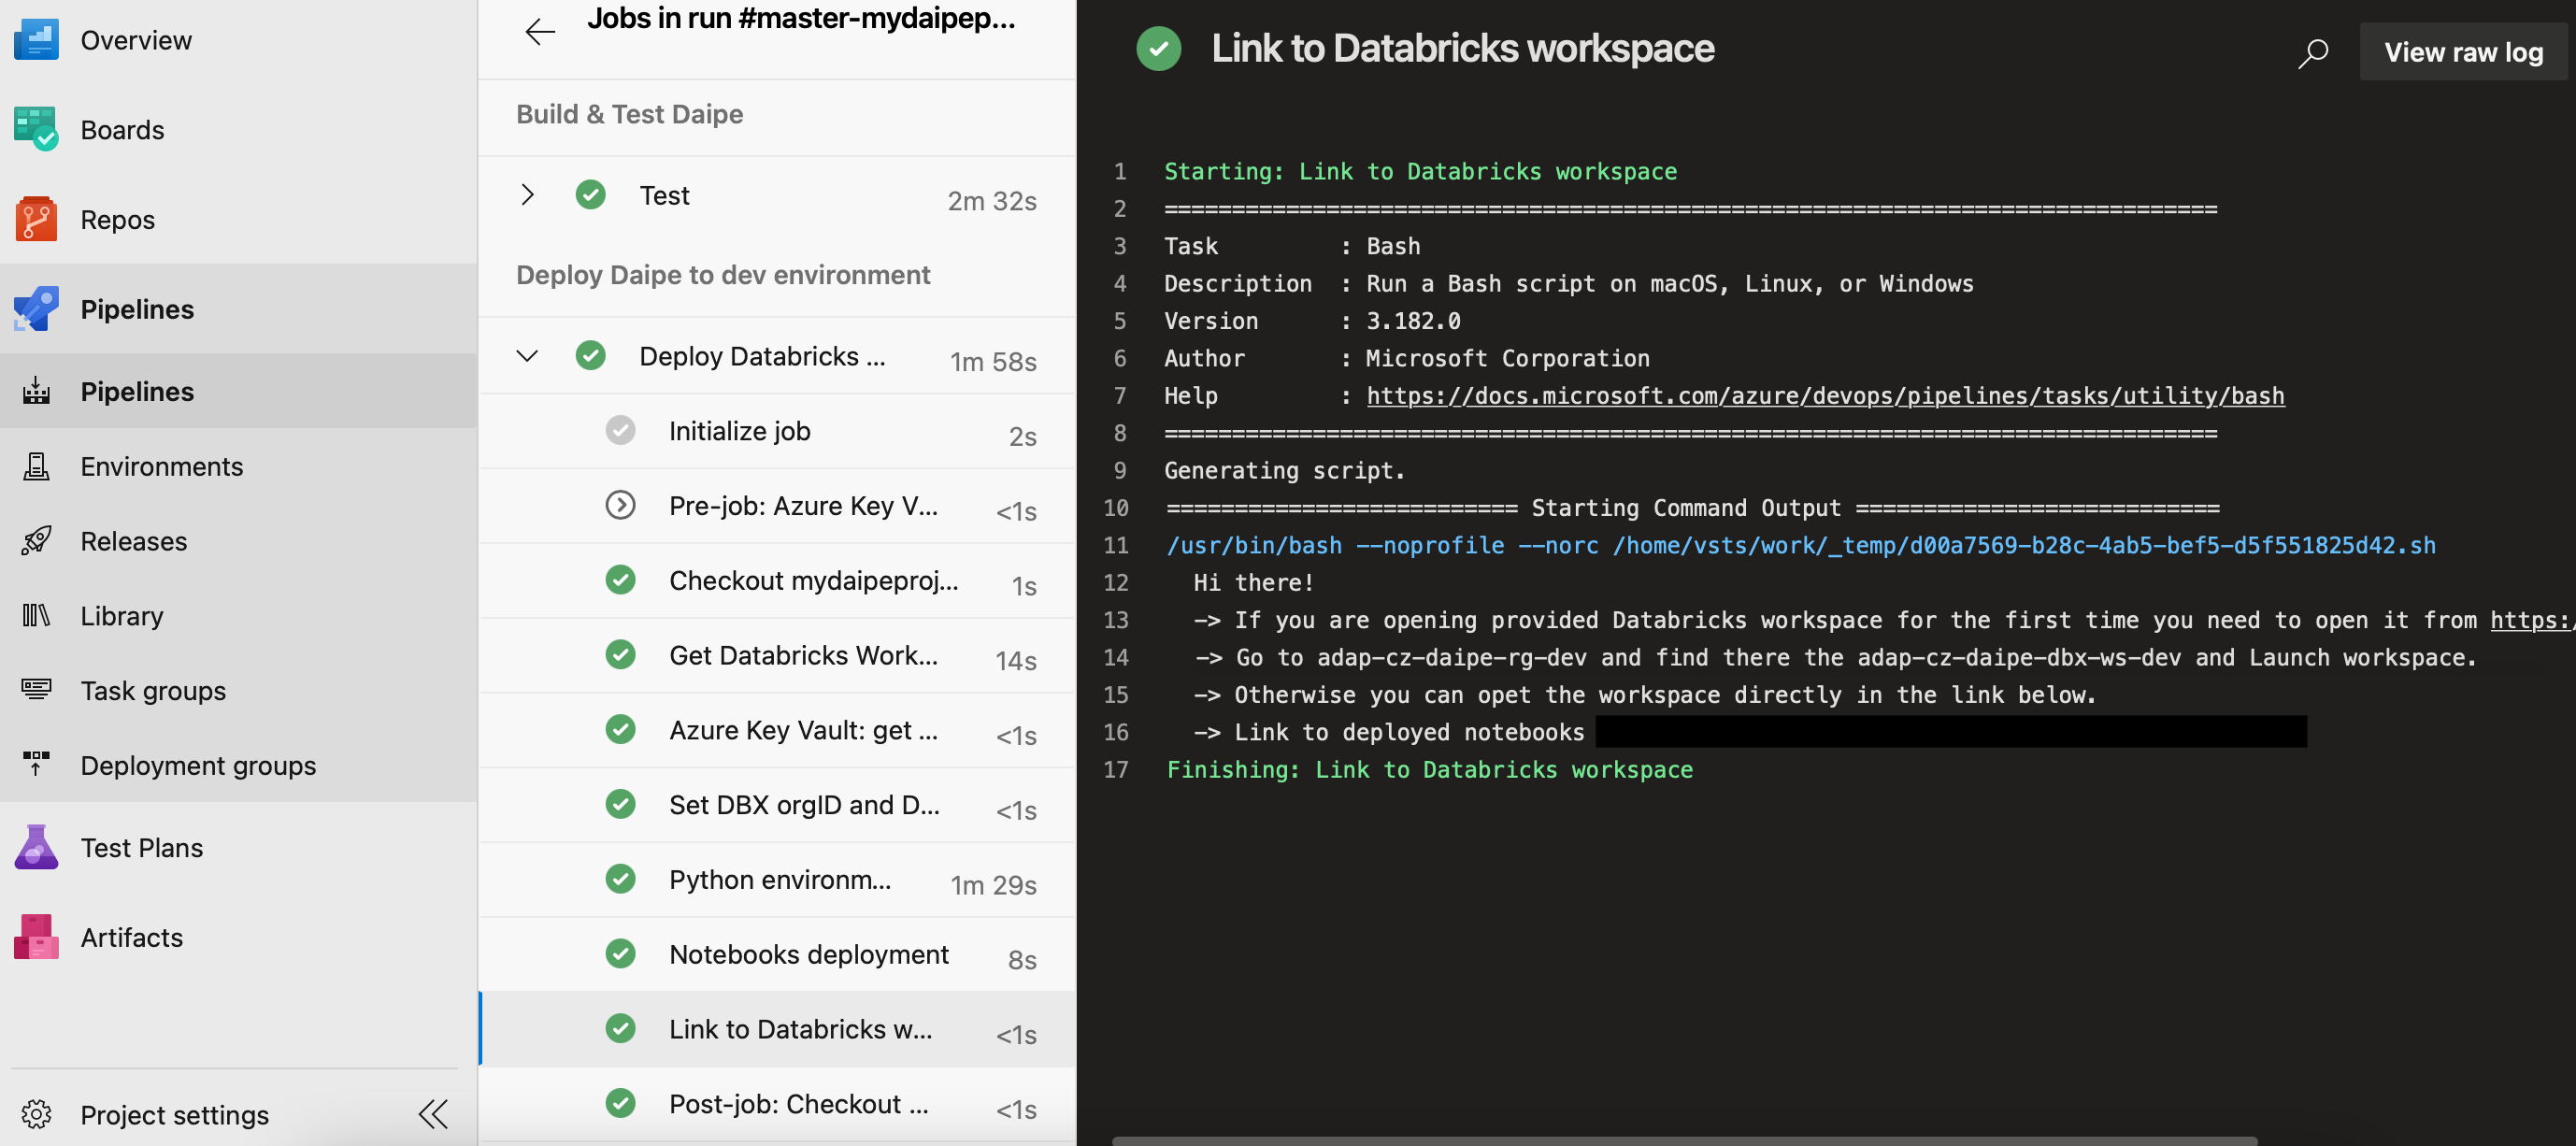 Overview
Boards
Repos
Pipelines
Pipelines
Environments
Releases
Library
Task groups
Deployment groups
Test Plans
Artifacts
Project settings
Jobs in run #master-mydaipep...
Build & Test Daipe
Test 2m 32s
Deploy Daipe to dev environment
Deploy Databricks ... 1m 58s
Initialize job 2s
Pre-job: Azure Key V... <1s
Checkout mydaipeproj... 1s
Get Databricks Work... 14s
Azure Key Vault: get ... <1s
Set DBX orgID and D... <1s
Python environm... 1m 29s
Notebooks deployment 8s
Link to Databricks w... <1s
Post-job: Checkout ... <1s
Link to Databricks workspace
View raw log
1 Starting: Link to Databricks workspace
2 ==============================================================================
3 Task : Bash
4 Description : Run a Bash script on macOS, Linux, or Windows
5 Version : 3.182.0
6 Author : Microsoft Corporation
7 Help : https://docs.microsoft.com/azure/devops/pipelines/tasks/utility/bash
8 ==============================================================================
9 Generating script.
10 ========================== Starting Command Output ===========================
11 /usr/bin/bash --noprofile --norc /home/vsts/work/_temp/d00a7569-b28c-4ab5-bef5-d5f551825d42.sh
12 Hi there!
13 -> If you are opening provided Databricks workspace for the first time you need to open it from https:/
14 -> Go to adap-cz-daipe-rg-dev and find there the adap-cz-daipe-dbx-ws-dev and Launch workspace.
15 -> Otherwise you can opet the workspace directly in the link below.
16 -> Link to deployed notebooks
17 Finishing: Link to Databricks workspace